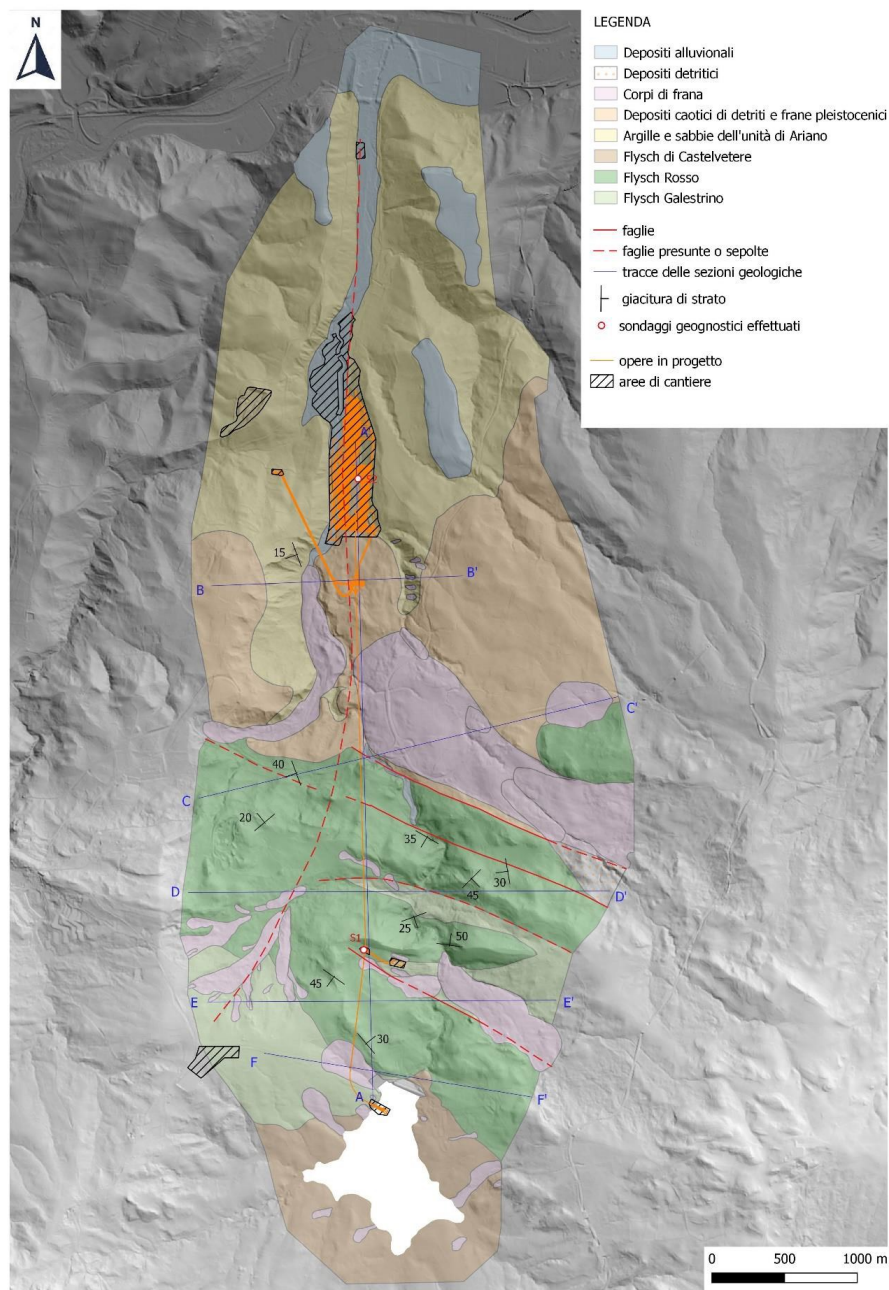 N
LEGENDA
Depositi alluvionali
Depositi detritici
Corpi di frana
Depositi caotici di detriti e frane pleistocenici
Argille e sabbie dell'unità di Ariano
Flysch di Castelvetere
Flysch Rosso
Flysch Galestrino
faglie
faglie presunte o sepolte
tracce delle sezioni geologiche
giacitura di strato
sondaggi geognostici effettuati
opere in progetto
aree di cantiere
15
B
B'
C'
40
C
20
35
30
45
D
D'
25
50
S1
45
E
E'
30
F
A
F'
0 500 1000 m